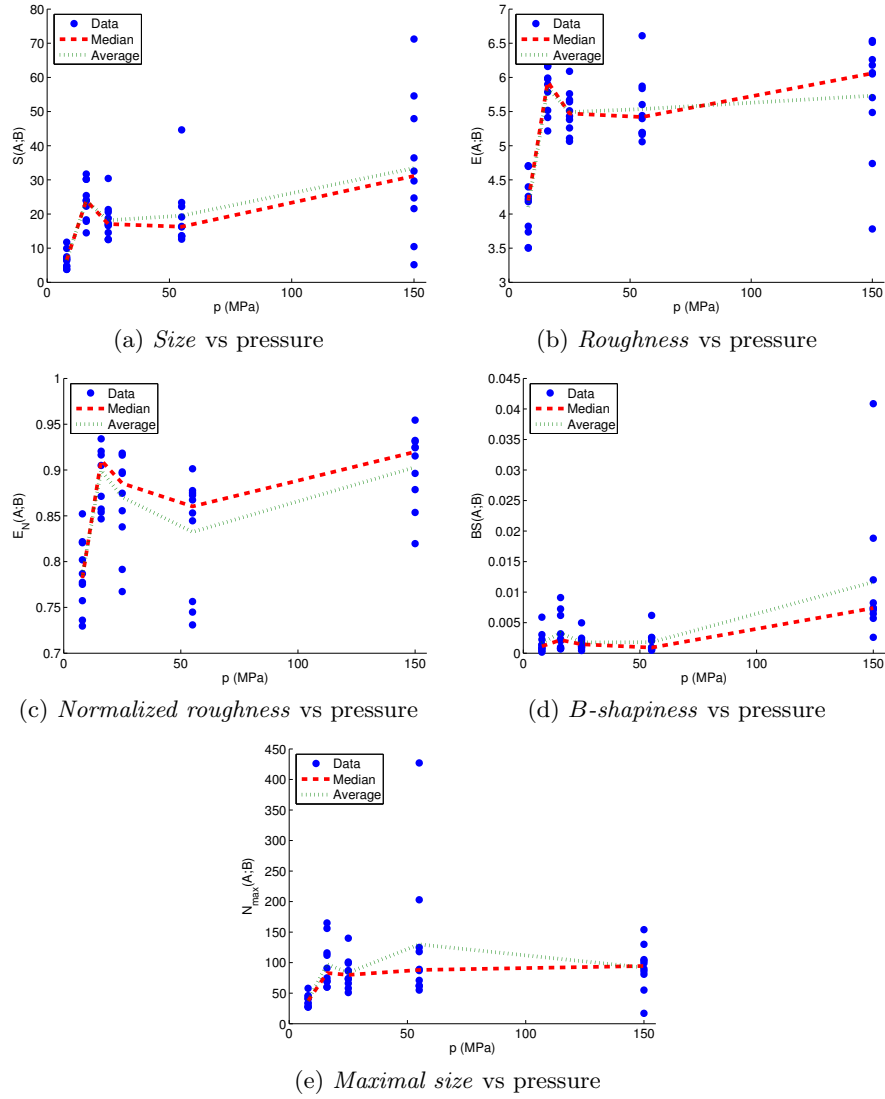 80
70
60
50
40
30
20
10
0
S(A;B)
Data
Median
Average
0 50 100 150
p (MPa)
(a) Size vs pressure
7
6.5
6
5.5
5
4.5
4
3.5
3
E(A;B)
Data
Median
Average
0 50 100 150
p (MPa)
(b) Roughness vs pressure
1
0.95
0.9
0.85
0.8
0.75
0.7
E_N(A;B)
Data
Median
Average
0 50 100 150
p (MPa)
(c) Normalized roughness vs pressure
0.045
0.04
0.035
0.03
0.025
0.02
0.015
0.01
0.005
0
BS(A;B)
Data
Median
Average
0 50 100 150
p (MPa)
(d) B-shapiness vs pressure
450
400
350
300
250
200
150
100
50
0
N_max(A;B)
Data
Median
Average
0 50 100 150
p (MPa)
(e) Maximal size vs pressure